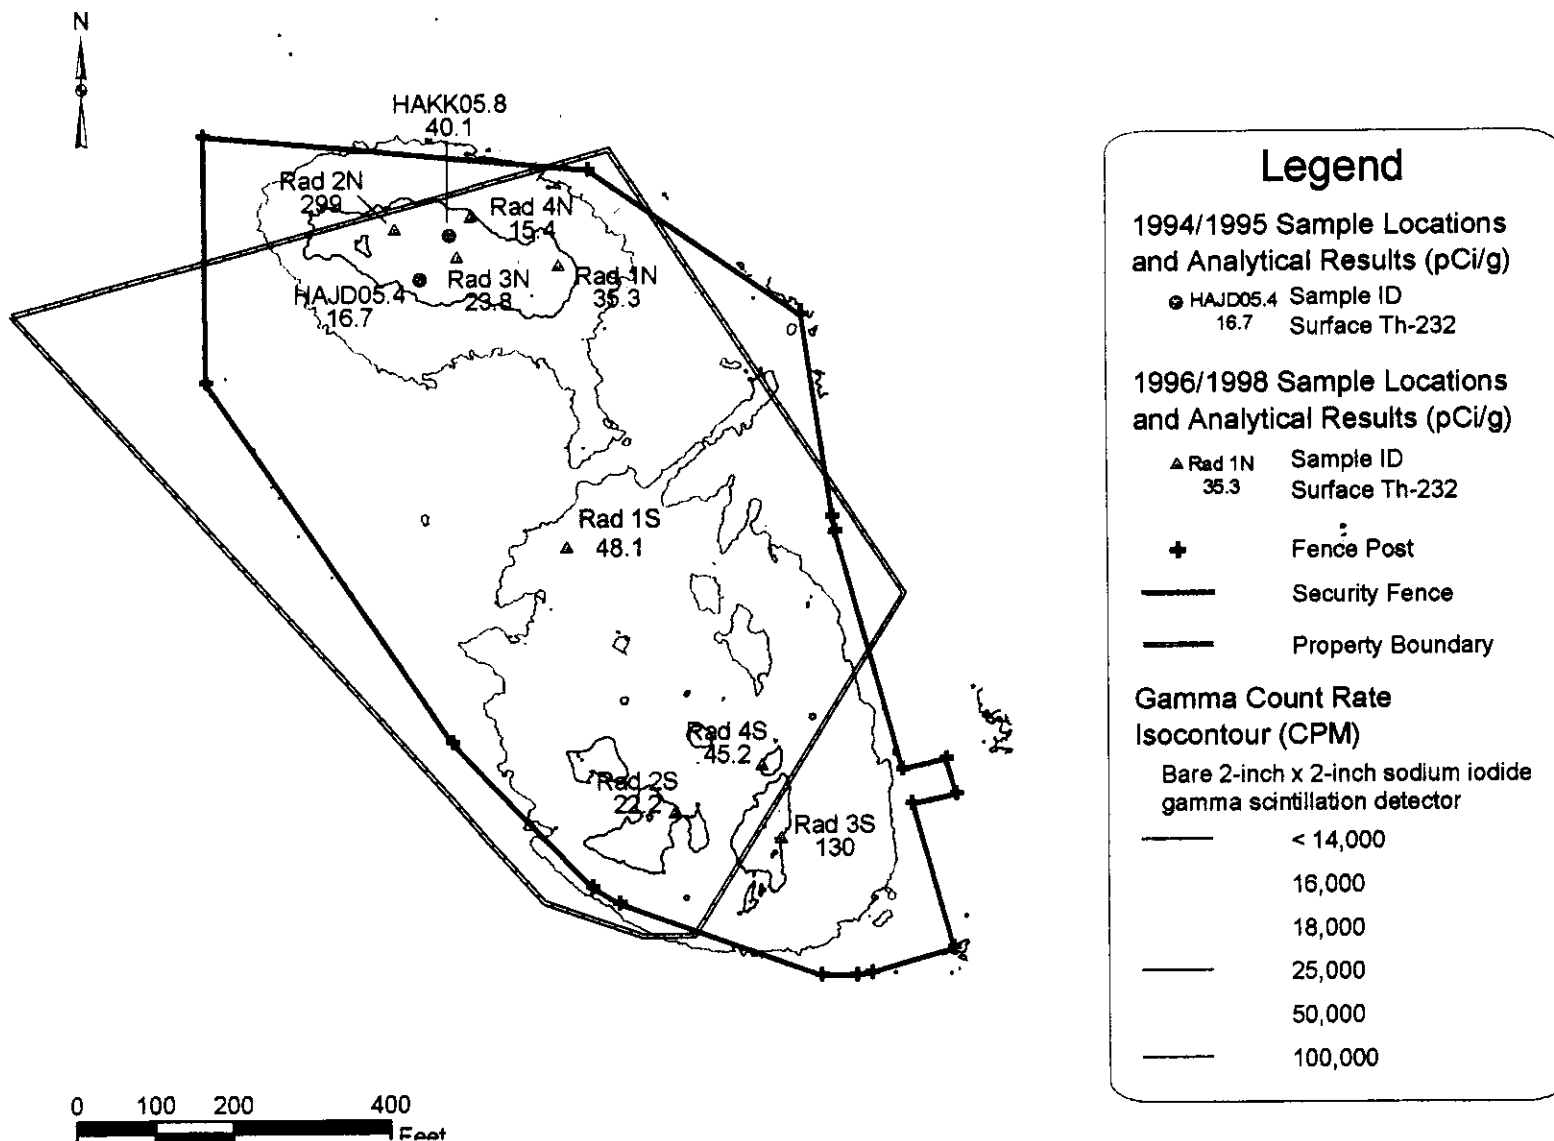 N
HAKK05.8
40.1
Rad 2N
299
Rad 4N
15.4
HAJD05.4
16.7
Rad 3N
23.8
Rad 1N
35.3
Rad 1S
48.1
Rad 4S
45.2
Rad 2S
22.2
Rad 3S
130
0 100 200 400
Feet
Legend
1994/1995 Sample Locations
and Analytical Results (pCi/g)
HAJD05.4 Sample ID
16.7 Surface Th-232
1996/1998 Sample Locations
and Analytical Results (pCi/g)
Rad 1N Sample ID
35.3 Surface Th-232
Fence Post
Security Fence
Property Boundary
Gamma Count Rate
Isocontour (CPM)
Bare 2-inch x 2-inch sodium iodide
gamma scintillation detector
< 14,000
16,000
18,000
25,000
50,000
100,000